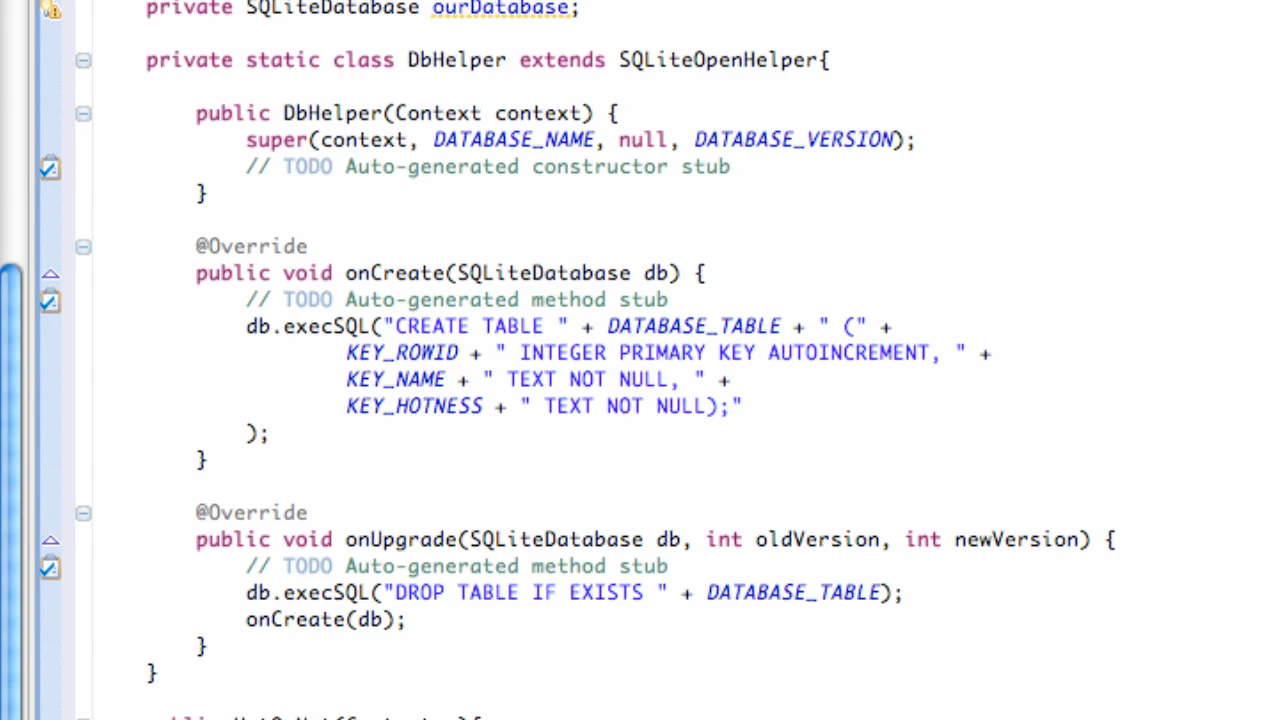 private SQLiteDatabase ourDatabase;
private static class DbHelper extends SQLiteOpenHelper{
public DbHelper(Context context) {
super(context, DATABASE_NAME, null, DATABASE_VERSION);
// TODO Auto-generated constructor stub
}
@Override
public void onCreate(SQLiteDatabase db) {
// TODO Auto-generated method stub
db.execSQL("CREATE TABLE " + DATABASE_TABLE + " (" +
KEY_ROWID + " INTEGER PRIMARY KEY AUTOINCREMENT, " +
KEY_NAME + " TEXT NOT NULL, " +
KEY_HOTNESS + " TEXT NOT NULL);"
);
}
@Override
public void onUpgrade(SQLiteDatabase db, int oldVersion, int newVersion) {
// TODO Auto-generated method stub
db.execSQL("DROP TABLE IF EXISTS " + DATABASE_TABLE);
onCreate(db);
}
}